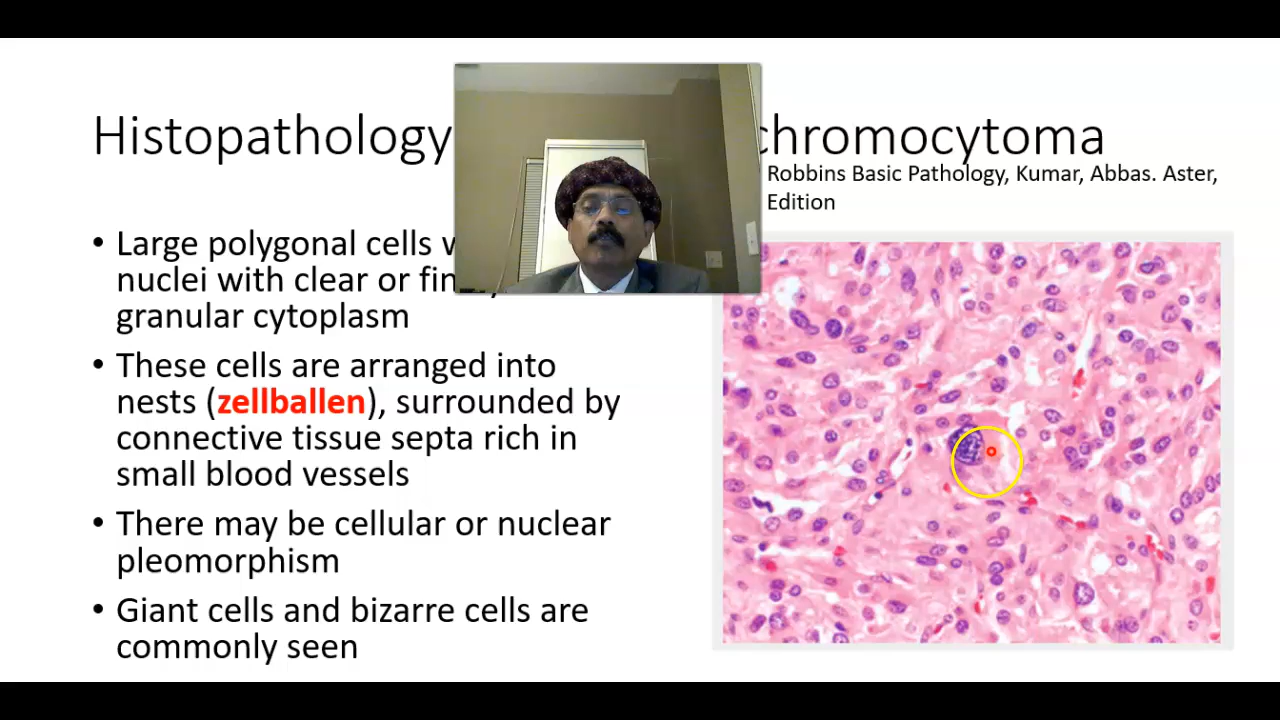 Histopathology chromocytoma
Robbins Basic Pathology, Kumar, Abbas. Aster,
Edition
• Large polygonal cells
nuclei with clear or
granular cytoplasm
• These cells are arranged into
nests (zellballen), surrounded by
connective tissue septa rich in
small blood vessels
• There may be cellular or nuclear
pleomorphism
• Giant cells and bizarre cells are
commonly seen